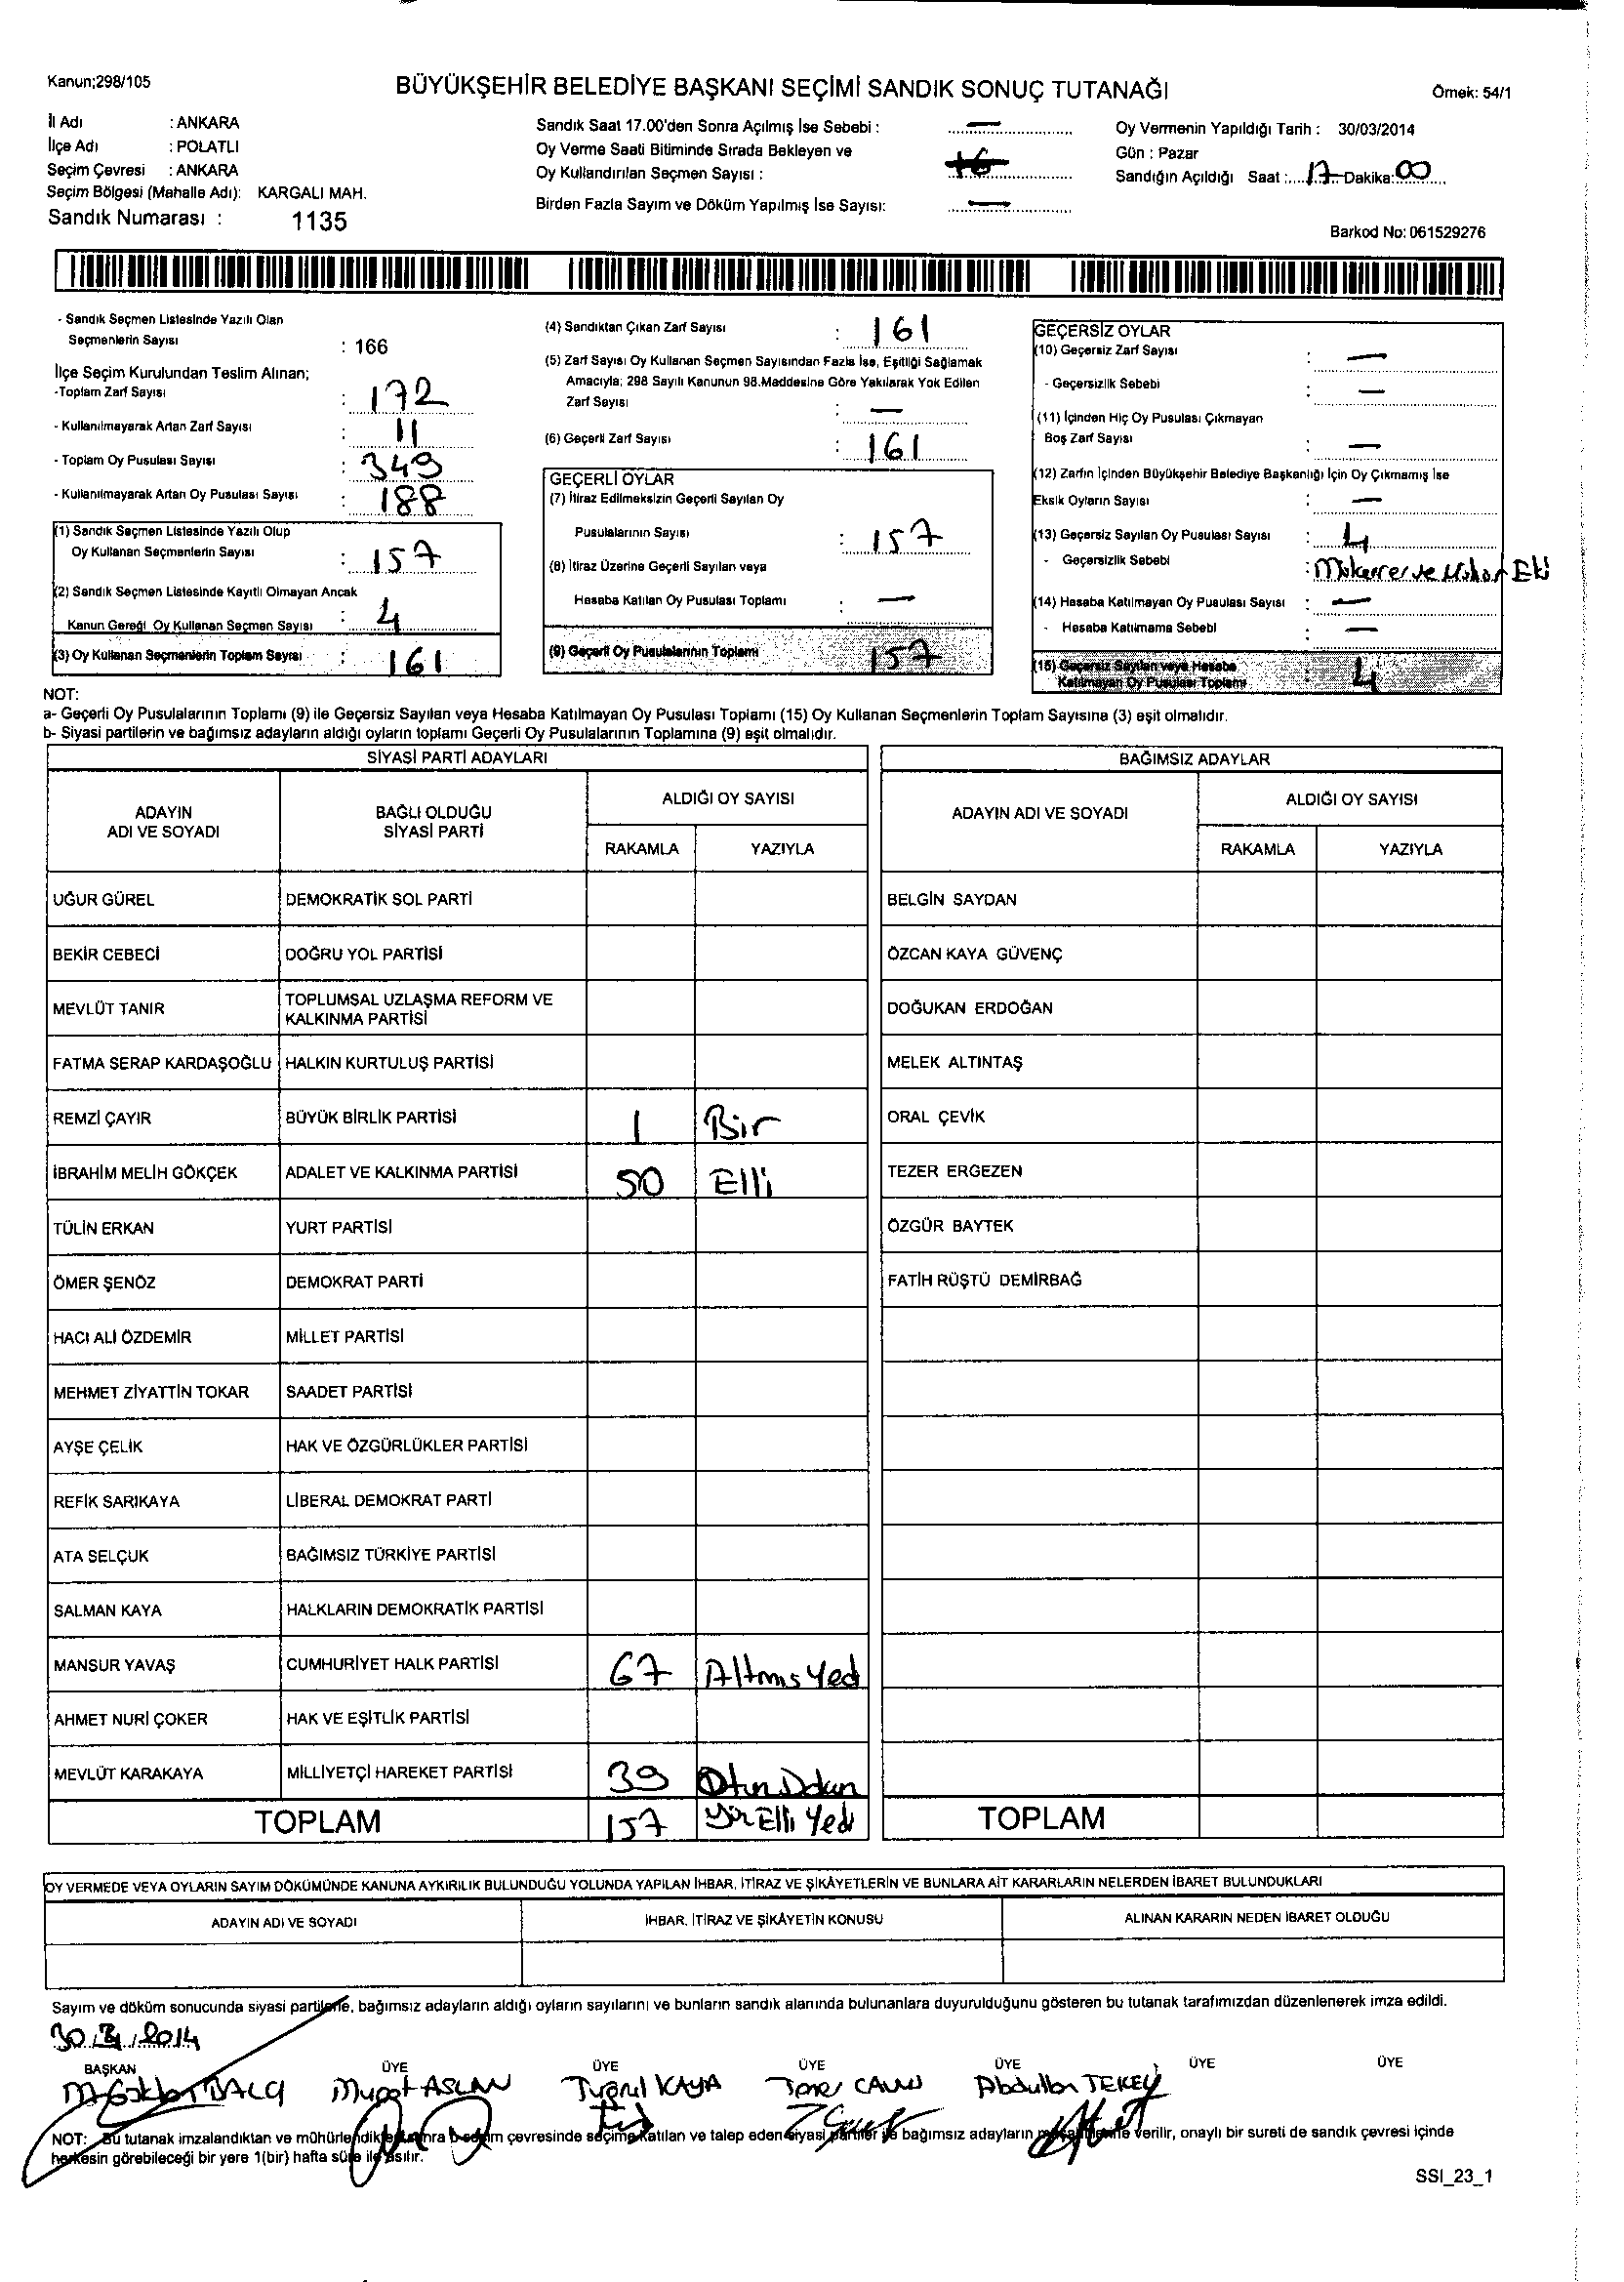 Kanun;298/105
BÜYÜKŞEHİR BELEDİYE BAŞKANI SEÇİMİ SANDIK SONUÇ TUTANAĞI
Örnek: 54/1
İl Adı : ANKARA
İlçe Adı : POLATLI
Seçim Çevresi : ANKARA
Seçim Bölgesi (Mahalle Adı): KARGALI MAH.
Sandık Numarası : 1135
Sandık Saat 17.00'den Sonra Açılmış İse Sebebi : —
Oy Verme Saati Bitiminde Sırada Bekleyen ve
Oy Kullandırılan Seçmen Sayısı :
Birden Fazla Sayım ve Döküm Yapılmış İse Sayısı: —
Oy Vermenin Yapıldığı Tarih : 30/03/2014
Gün : Pazar
Sandığın Açıldığı Saat : 17 Dakika: 00
Barkod No: 061529276
- Sandık Seçmen Listesinde Yazılı Olan
Seçmenlerin Sayısı : 166
İlçe Seçim Kurulundan Teslim Alınan;
-Toplam Zarf Sayısı : 172
- Kullanılmayarak Artan Zarf Sayısı : 11
- Toplam Oy Pusulası Sayısı : 349
- Kullanılmayarak Artan Oy Pusulası Sayısı : 188
(1) Sandık Seçmen Listesinde Yazılı Olup
Oy Kullanan Seçmenlerin Sayısı : 157
(2) Sandık Seçmen Listesinde Kayıtlı Olmayan Ancak
Kanun Gereği Oy Kullanan Seçmen Sayısı : 4
(3) Oy Kullanan Seçmenlerin Toplam Sayısı : 161
(4) Sandıktan Çıkan Zarf Sayısı : 161
(5) Zarf Sayısı Oy Kullanan Seçmen Sayısından Fazla İse, Eşitliği Sağlamak
Amacıyla; 298 Sayılı Kanunun 98.Maddesine Göre Yakılarak Yok Edilen
Zarf Sayısı : —
(6) Geçerli Zarf Sayısı : 161
GEÇERLİ OYLAR
(7) İtiraz Edilmeksizin Geçerli Sayılan Oy
Pusulalarının Sayısı : 157
(8) İtiraz Üzerine Geçerli Sayılan veya
Hesaba Katılan Oy Pusulası Toplamı : —
(9) Geçerli Oy Pusulalarının Toplamı 157
GEÇERSİZ OYLAR
(10) Geçersiz Zarf Sayısı : —
- Geçersizlik Sebebi : —
(11) İçinden Hiç Oy Pusulası Çıkmayan
Boş Zarf Sayısı : —
(12) Zarfın İçinden Büyükşehir Belediye Başkanlığı İçin Oy Çıkmamış İse
Eksik Oyların Sayısı : —
(13) Geçersiz Sayılan Oy Pusulası Sayısı : 4
- Geçersizlik Sebebi :
(14) Hesaba Katılmayan Oy Pusulası Sayısı : —
- Hesaba Katılmama Sebebi : —
(15) Geçersiz Sayılan veya Hesaba
Katılmayan Oy Pusulası Toplamı : 4
NOT:
a- Geçerli Oy Pusulalarının Toplamı (9) ile Geçersiz Sayılan veya Hesaba Katılmayan Oy Pusulası Toplamı (15) Oy Kullanan Seçmenlerin Toplam Sayısına (3) eşit olmalıdır.
b- Siyasi partilerin ve bağımsız adayların aldığı oyların toplamı Geçerli Oy Pusulalarının Toplamına (9) eşit olmalıdır.
SİYASİ PARTİ ADAYLARI
ADAYIN ADI VE SOYADI BAĞLI OLDUĞU SİYASİ PARTİ ALDIĞI OY SAYISI
RAKAMLA YAZIYLA
UĞUR GÜREL DEMOKRATİK SOL PARTİ
BEKİR CEBECİ DOĞRU YOL PARTİSİ
MEVLÜT TANIR TOPLUMSAL UZLAŞMA REFORM VE
KALKINMA PARTİSİ
FATMA SERAP KARDAŞOĞLU HALKIN KURTULUŞ PARTİSİ
REMZİ ÇAYIR BÜYÜK BİRLİK PARTİSİ 1 Bir
İBRAHİM MELİH GÖKÇEK ADALET VE KALKINMA PARTİSİ 50 Elli
TÜLİN ERKAN YURT PARTİSİ
ÖMER ŞENÖZ DEMOKRAT PARTİ
HACI ALİ ÖZDEMİR MİLLET PARTİSİ
MEHMET ZİYATTİN TOKAR SAADET PARTİSİ
AYŞE ÇELİK HAK VE ÖZGÜRLÜKLER PARTİSİ
REFİK SARIKAYA LİBERAL DEMOKRAT PARTİ
ATA SELÇUK BAĞIMSIZ TÜRKİYE PARTİSİ
SALMAN KAYA HALKLARIN DEMOKRATİK PARTİSİ
MANSUR YAVAŞ CUMHURİYET HALK PARTİSİ 67 Altms Yed
AHMET NURİ ÇOKER HAK VE EŞİTLİK PARTİSİ
MEVLÜT KARAKAYA MİLLİYETÇİ HAREKET PARTİSİ 39
TOPLAM 157 Yüz Elli Yedi
BAĞIMSIZ ADAYLAR
ADAYIN ADI VE SOYADI ALDIĞI OY SAYISI
RAKAMLA YAZIYLA
BELGİN SAYDAN
ÖZCAN KAYA GÜVENÇ
DOĞUKAN ERDOĞAN
MELEK ALTINTAŞ
ORAL ÇEVİK
TEZER ERGEZEN
ÖZGÜR BAYTEK
FATİH RÜŞTÜ DEMİRBAĞ
TOPLAM
OY VERMEDE VEYA OYLARIN SAYIM DÖKÜMÜNDE KANUNA AYKIRILIK BULUNDUĞU YOLUNDA YAPILAN İHBAR, İTİRAZ VE ŞİKÂYETLERİN VE BUNLARA AİT KARARLARIN NELERDEN İBARET BULUNDUKLARI
ADAYIN ADI VE SOYADI İHBAR, İTİRAZ VE ŞİKÂYETİN KONUSU ALINAN KARARIN NEDEN İBARET OLDUĞU
Sayım ve döküm sonucunda siyasi partilerle, bağımsız adayların aldığı oyların sayılarını ve bunların sandık alanında bulunanlara duyurulduğunu gösteren bu tutanak tarafımızdan düzenlenerek imza edildi.
30.3.2014
BAŞKAN ÜYE ÜYE ÜYE ÜYE ÜYE ÜYE
BALCI Murat ASLAN Tuğrul KAYA Abdullah TEKEY
NOT: Bu tutanak imzalandıktan ve mühürlendikten sonra o seçim çevresinde seçime katılan ve talep eden siyasi partiler ile bağımsız adayların müşahitlerine verilir, onaylı bir sureti de sandık çevresi içinde
herkesin görebileceği bir yere 1(bir) hafta süre ile asılır.
SSI_23_1